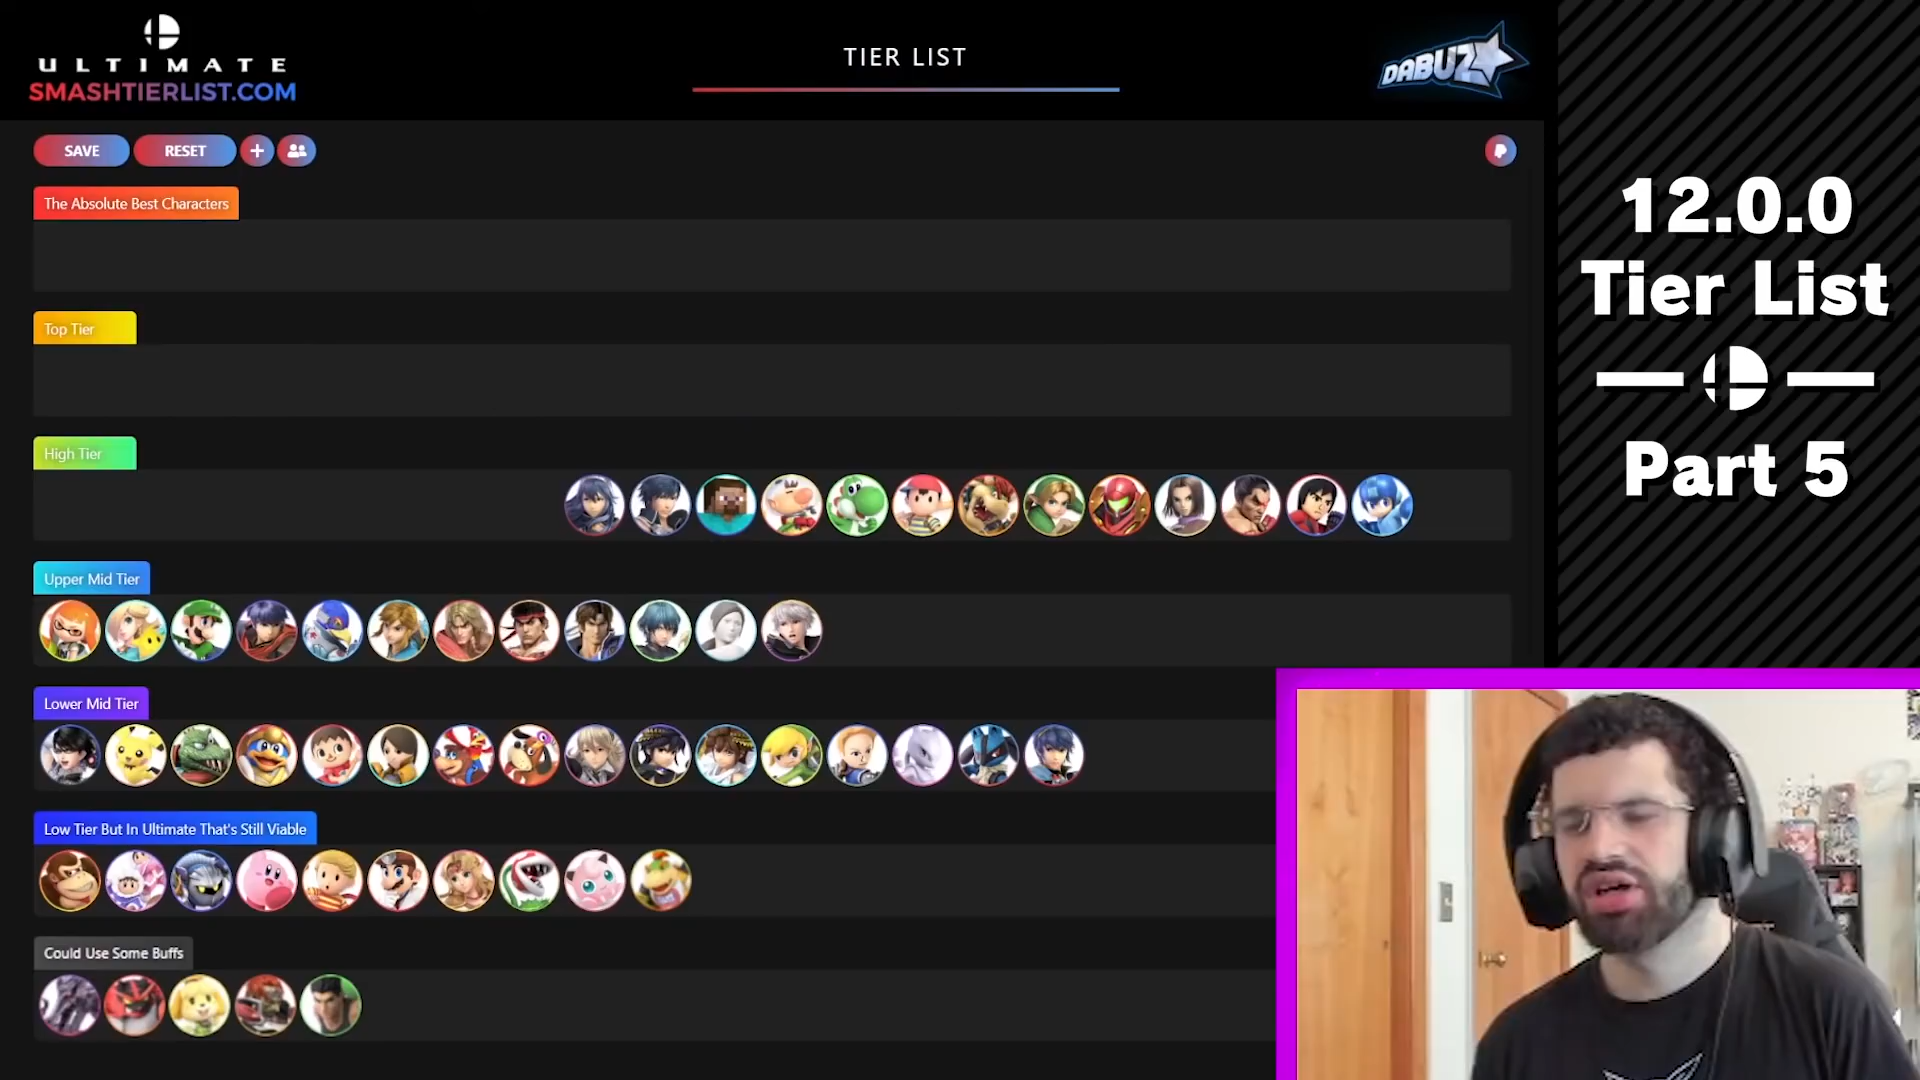 ULTIMATE
SMASHTIERLIST.COM
TIER LIST
DABUZ
SAVE
RESET
The Absolute Best Characters
Top Tier
High Tier
Upper Mid Tier
Lower Mid Tier
Low Tier But In Ultimate That's Still Viable
Could Use Some Buffs
12.0.0
Tier List
Part 5